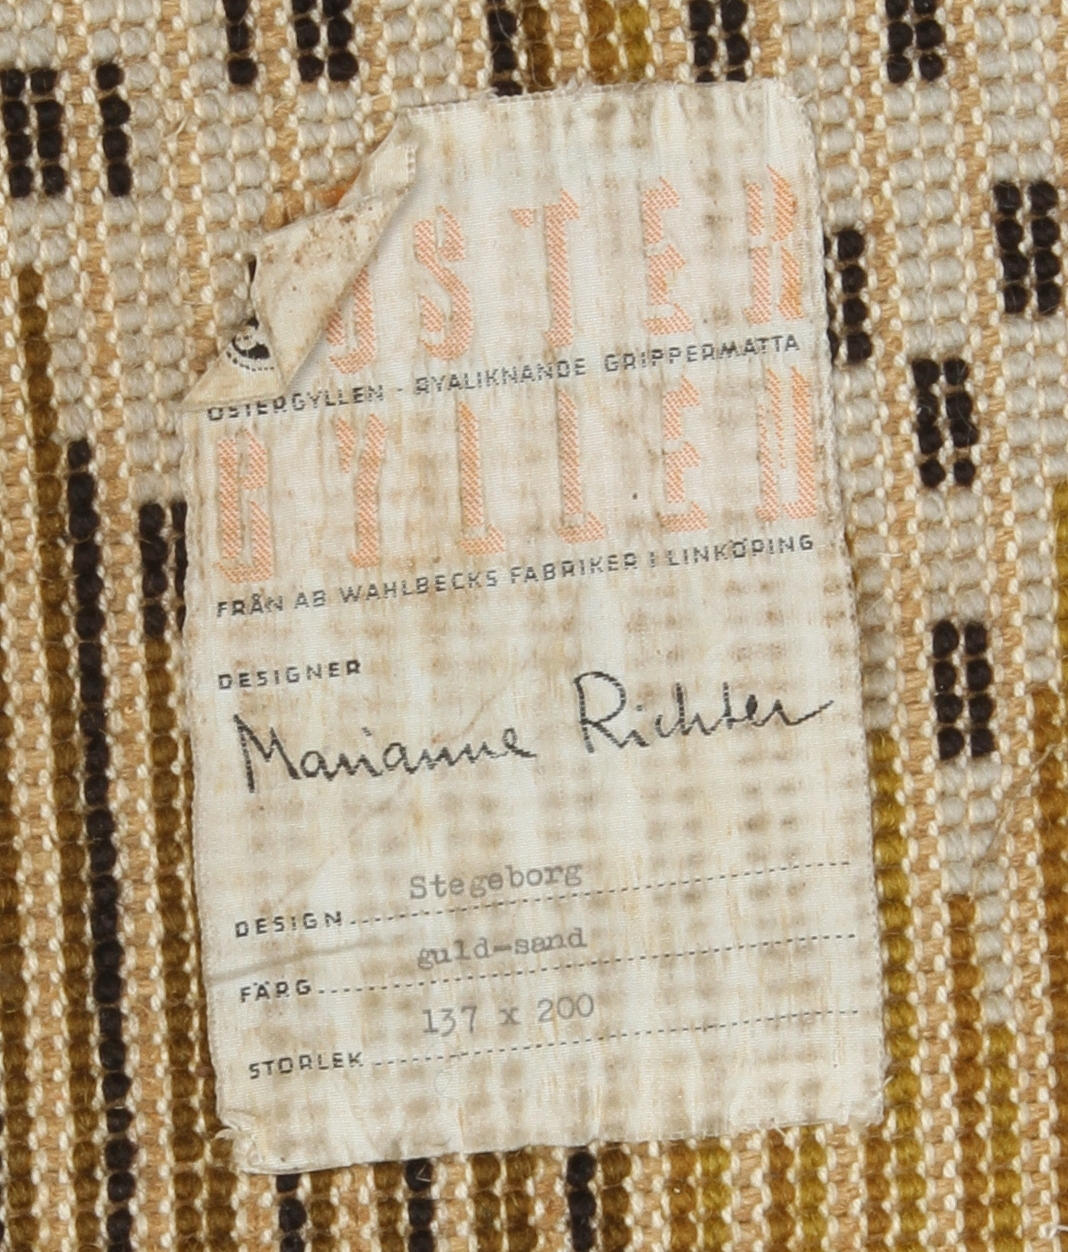 ÖSTER
ÖSTERGYLLEN - RYALIKNANDE GRIPPERMATTA
GYLLEN
FRÅN AB WAHLBECKS FABRIKER I LINKÖPING
DESIGNER
Marianne Richter
DESIGN Stegeborg
FÄRG guld-sand
STORLEK 137 x 200